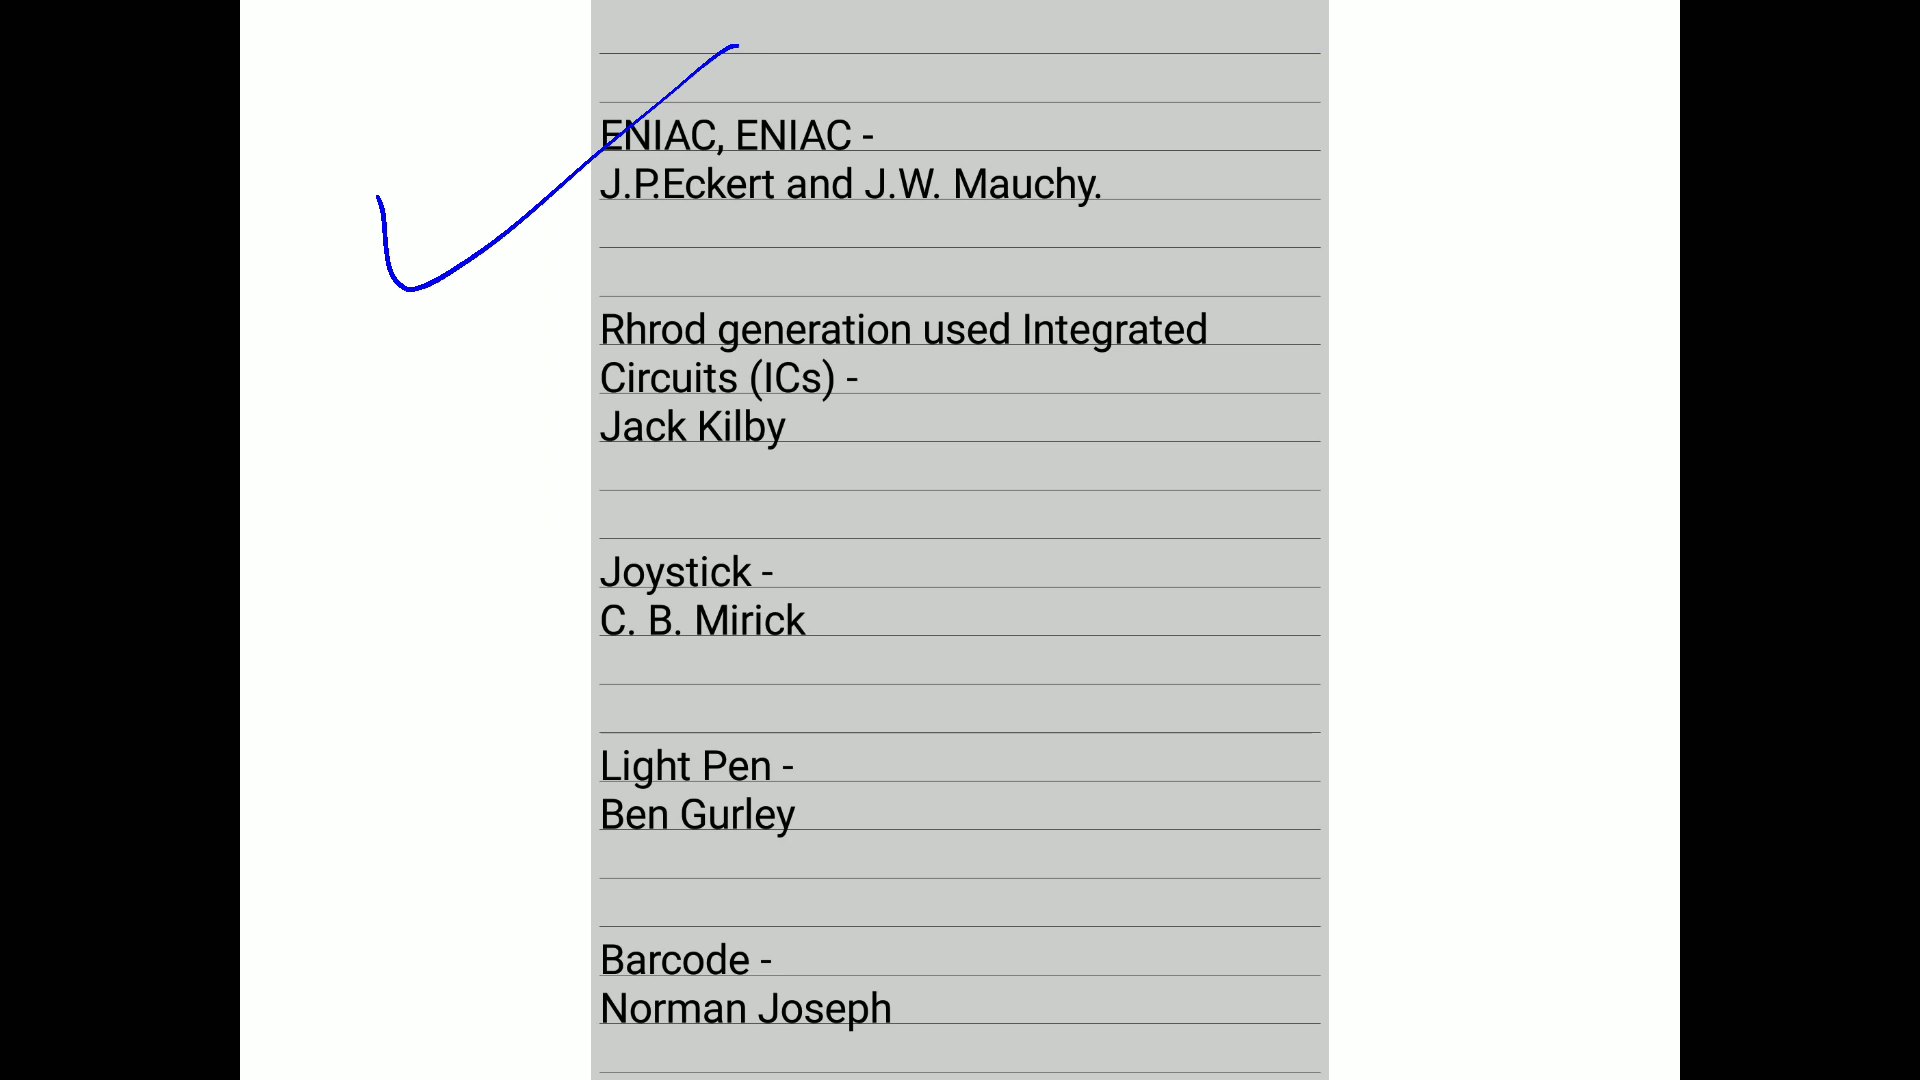 ENIAC, ENIAC -
J.P.Eckert and J.W. Mauchy.
Rhrod generation used Integrated
Circuits (ICs) -
Jack Kilby
Joystick -
C. B. Mirick
Light Pen -
Ben Gurley
Barcode -
Norman Joseph